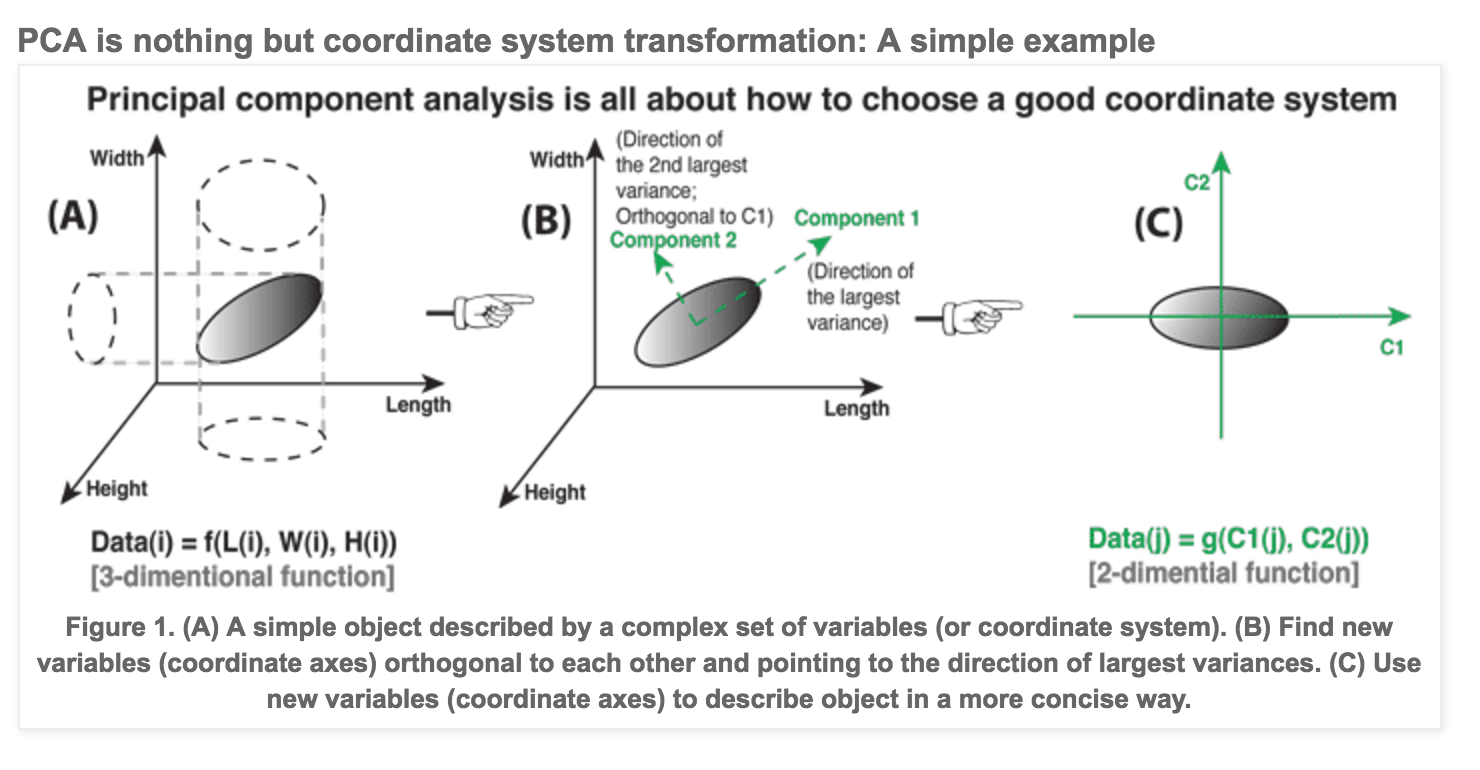 PCA is nothing but coordinate system transformation: A simple example
Principal component analysis is all about how to choose a good coordinate system
(A)
Width
Length
Height
Data(i) = f(L(i), W(i), H(i))
[3-dimentional function]
(B)
Width
(Direction of
the 2nd largest
variance;
Orthogonal to C1)
Component 2
Component 1
(Direction of
the largest
variance)
Length
Height
(C)
C2
C1
Data(j) = g(C1(j), C2(j))
[2-dimential function]
Figure 1. (A) A simple object described by a complex set of variables (or coordinate system). (B) Find new
variables (coordinate axes) orthogonal to each other and pointing to the direction of largest variances. (C) Use
new variables (coordinate axes) to describe object in a more concise way.